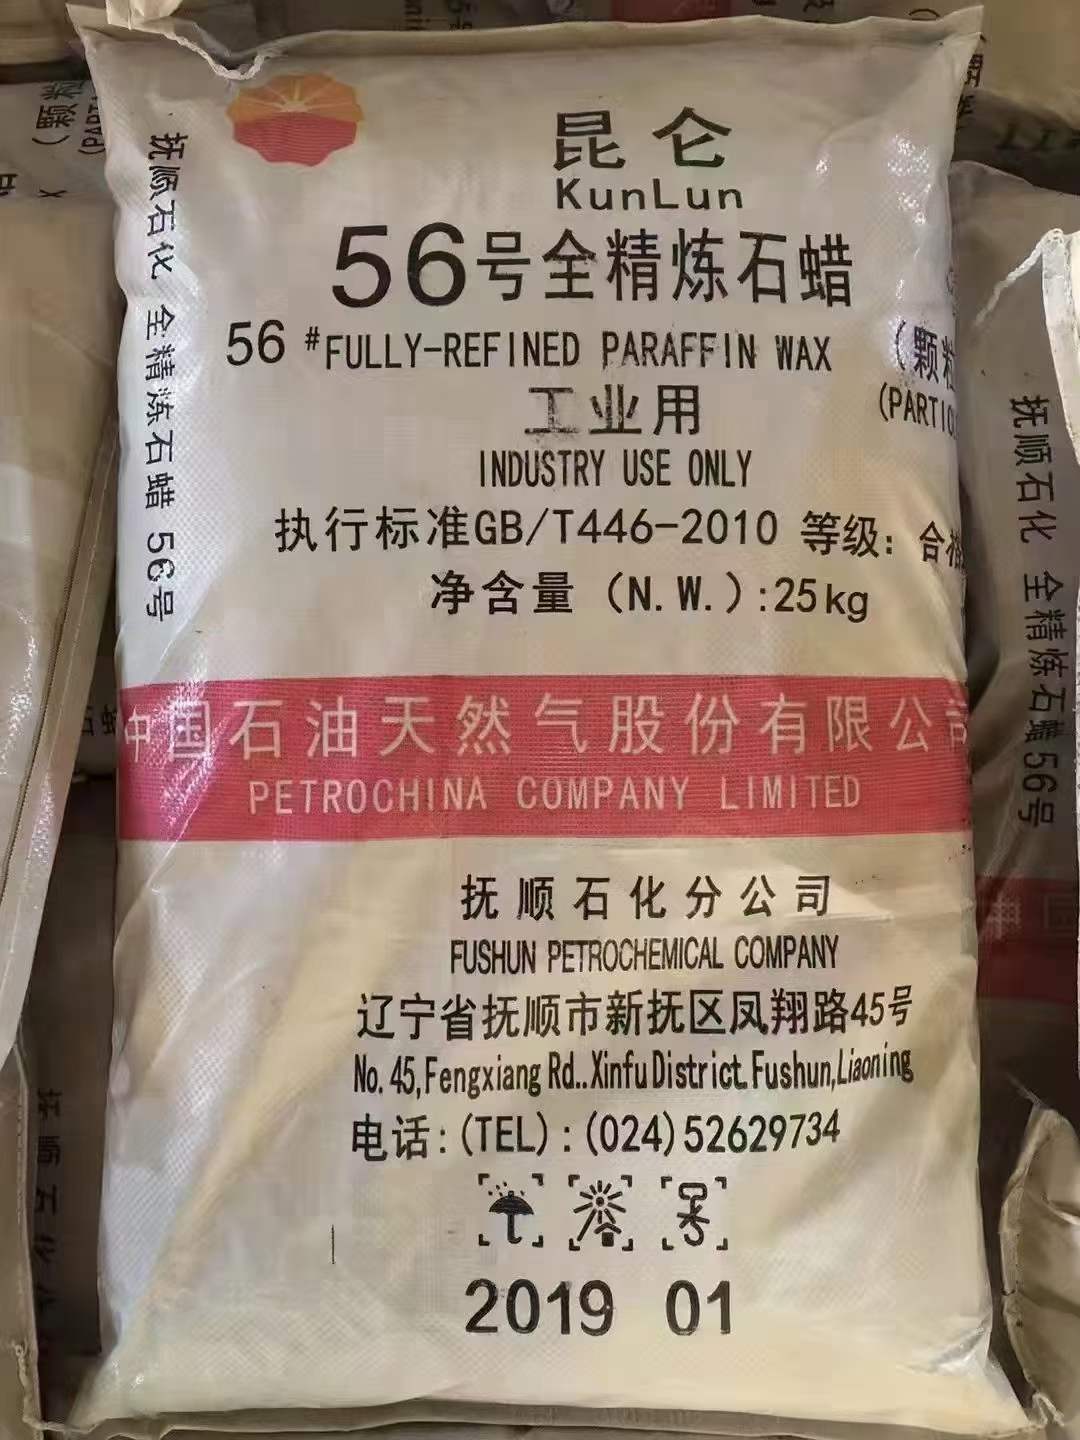 昆仑
KunLun
56号全精炼石蜡
56 #FULLY-REFINED PARAFFIN WAX
（颗粒
(PARTIC
工业用
INDUSTRY USE ONLY
执行标准GB/T446-2010 等级：合格
净含量（N.W.）:25kg
中国石油天然气股份有限公司
PETROCHINA COMPANY LIMITED
抚顺石化分公司
FUSHUN PETROCHEMICAL COMPANY
辽宁省抚顺市新抚区凤翔路45号
No. 45,Fengxiang Rd..Xinfu District.Fushun,Liaoning
电话:(TEL):(024)52629734
2019 01
抚顺石化 全精炼石蜡 56号
抚顺石化 全精炼石蜡56号